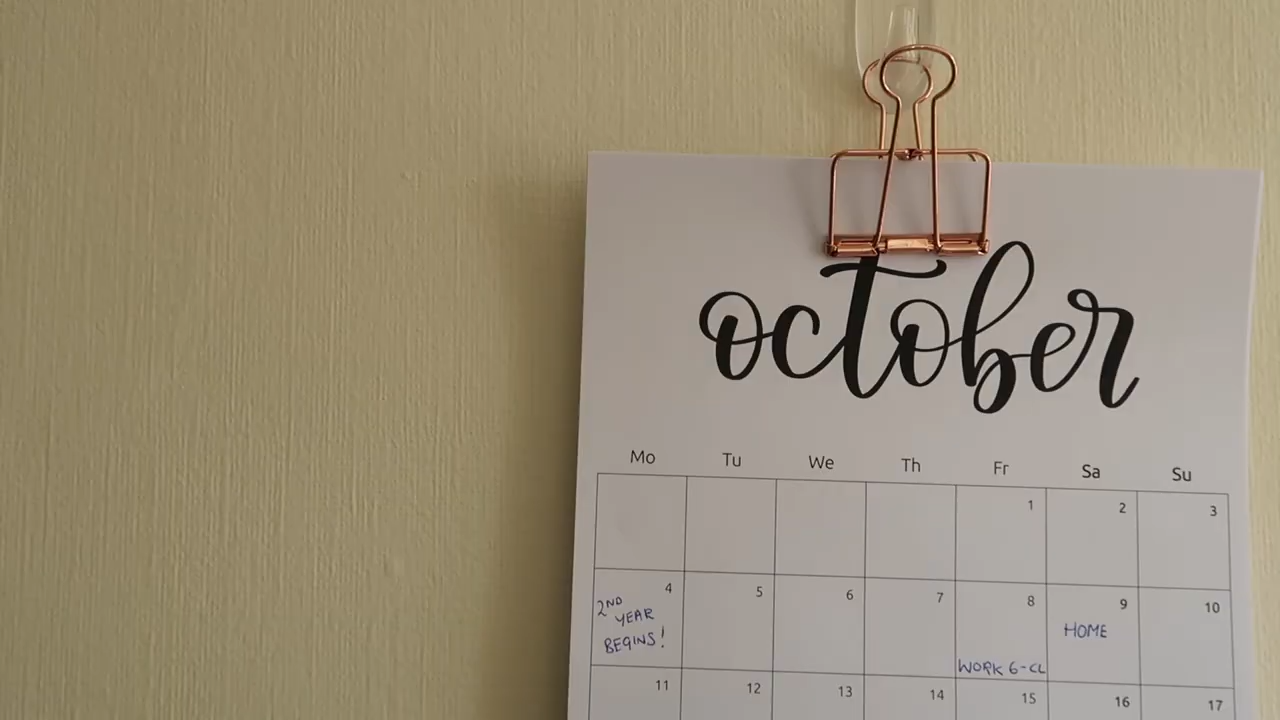 october
Mo Tu We Th Fr Sa Su
1 2 3
4 5 6 7 8 9 10
2ND
YEAR
BEGINS!
HOME
WORK 6-CL
11 12 13 14 15 16 17